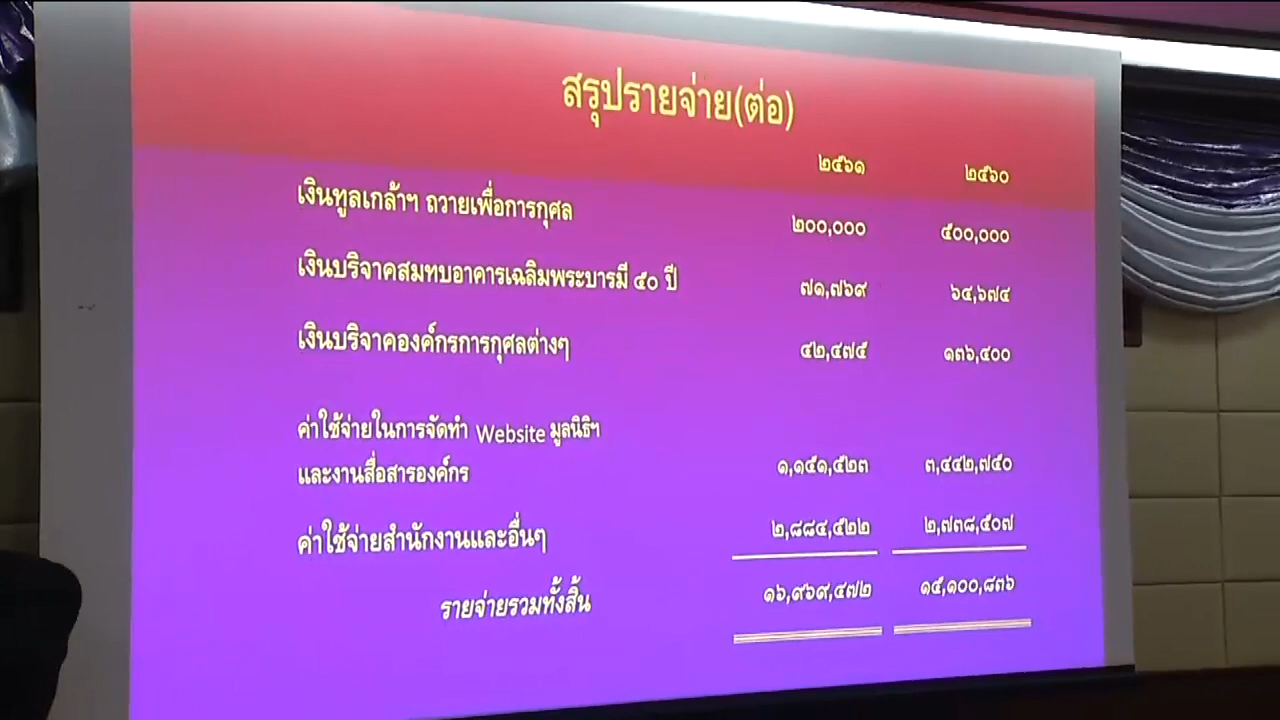 สรุปรายจ่าย(ต่อ)
๒๕๖๑ ๒๕๖๐
เงินทูลเกล้าฯ ถวายเพื่อการกุศล ๒๐๐,๐๐๐ ๕๐๐,๐๐๐
เงินบริจาคสมทบอาคารเฉลิมพระบารมี ๕๐ ปี ๗๑,๗๖๙ ๖๔,๖๗๔
เงินบริจาคองค์กรการกุศลต่างๆ ๔๒,๔๗๕ ๑๓๖,๔๐๐
ค่าใช้จ่ายในการจัดทำ Website มูลนิธิฯ
และงานสื่อสารองค์กร ๑,๑๕๑,๕๒๓ ๓,๔๔๒,๗๕๐
ค่าใช้จ่ายสำนักงานและอื่นๆ ๒,๘๘๔,๕๒๒ ๒,๗๓๘,๕๐๗
รายจ่ายรวมทั้งสิ้น ๑๖,๙๖๙,๔๗๒ ๑๕,๑๐๐,๘๓๖